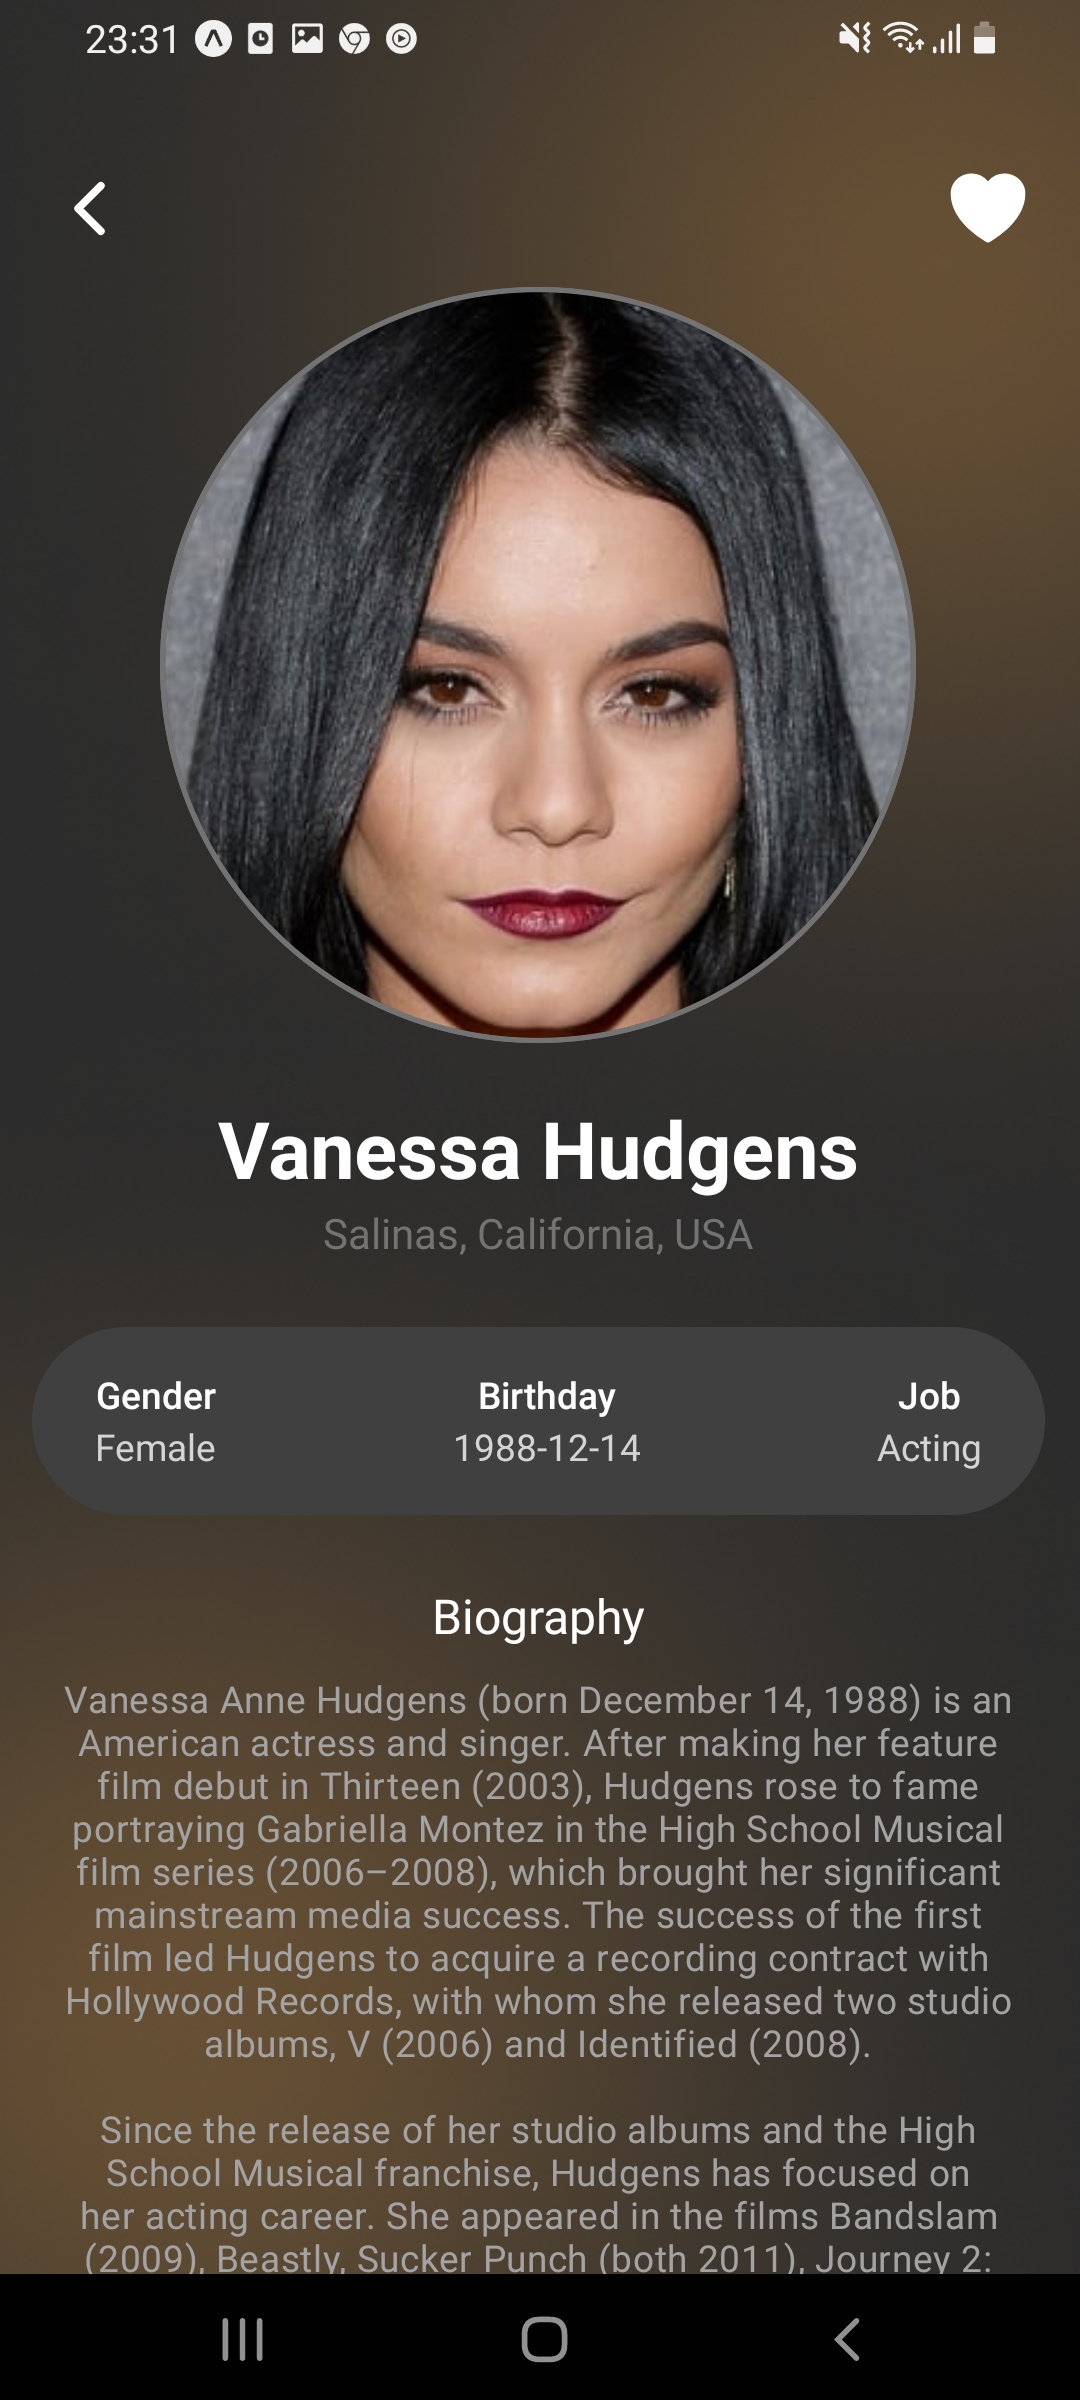 23:31
Vanessa Hudgens
Salinas, California, USA
Gender Birthday Job
Female 1988-12-14 Acting
Biography
Vanessa Anne Hudgens (born December 14, 1988) is an
American actress and singer. After making her feature
film debut in Thirteen (2003), Hudgens rose to fame
portraying Gabriella Montez in the High School Musical
film series (2006–2008), which brought her significant
mainstream media success. The success of the first
film led Hudgens to acquire a recording contract with
Hollywood Records, with whom she released two studio
albums, V (2006) and Identified (2008).
Since the release of her studio albums and the High
School Musical franchise, Hudgens has focused on
her acting career. She appeared in the films Bandslam
(2009), Beastly, Sucker Punch (both 2011), Journey 2: